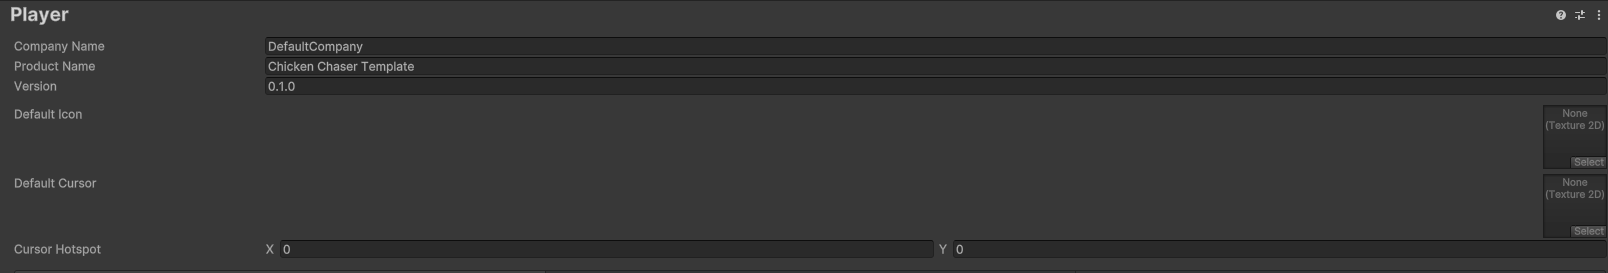 Player
Company Name DefaultCompany
Product Name Chicken Chaser Template
Version 0.1.0
Default Icon
None
(Texture 2D)
Select
Default Cursor
None
(Texture 2D)
Select
Cursor Hotspot X 0 Y 0